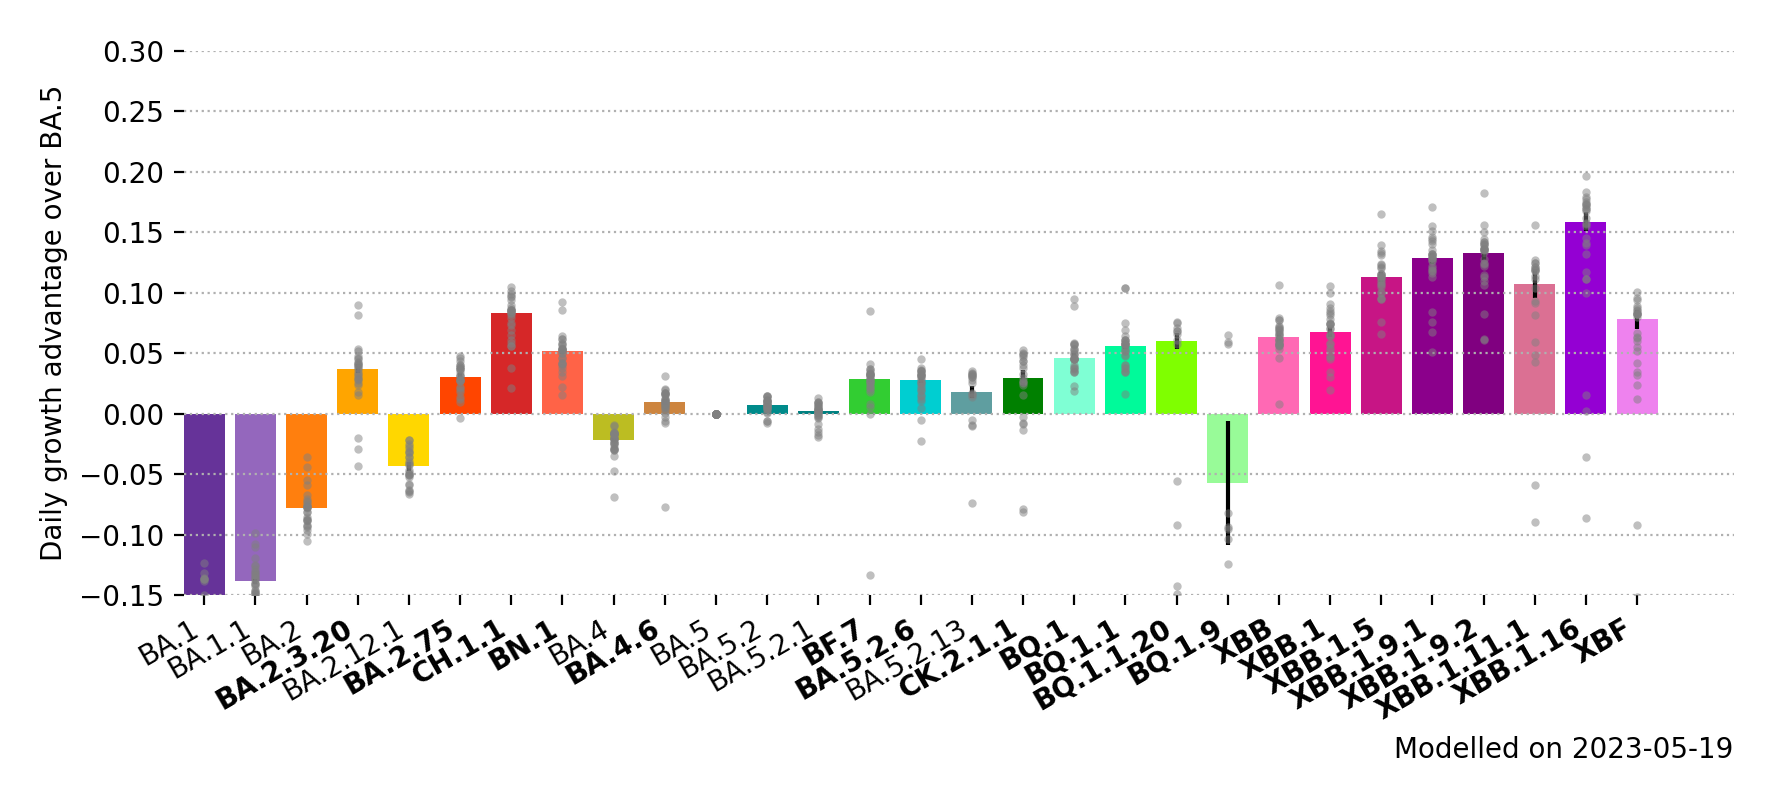 Daily growth advantage over BA.5
0.30
0.25
0.20
0.15
0.10
0.05
0.00
−0.05
−0.10
−0.15
BA.1
BA.1.1
BA.2
BA.2.3.20
BA.2.12.1
BA.2.75
CH.1.1
BN.1
BA.4
BA.4.6
BA.5
BA.5.2
BA.5.2.1
BF.7
BA.5.2.6
BA.5.2.13
CK.2.1.1
BQ.1
BQ.1.1
BQ.1.1.20
BQ.1.9
XBB
XBB.1
XBB.1.5
XBB.1.9.1
XBB.1.9.2
XBB.1.11.1
XBB.1.16
XBF
Modelled on 2023-05-19